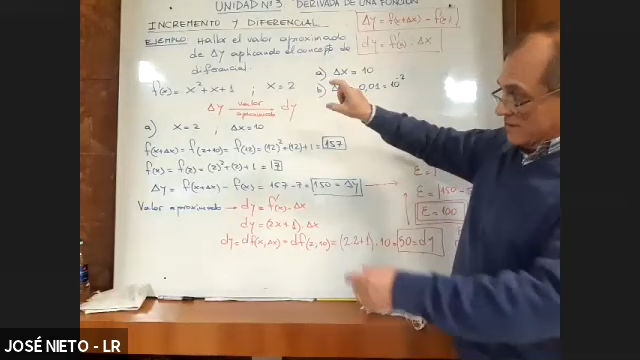 UNIDAD Nº3 DERIVADA DE UNA FUNCIÓN
INCREMENTO Y DIFERENCIAL
Δy = f(x+Δx) - f(x)
dy = f'(x) · Δx
EJEMPLO: Hallar el valor aproximado
de Δy aplicando el concepto de
diferencial.
a) Δx = 10
b) 0,01 = 10⁻²
f(x) = x² + x + 1 ; x = 2
Δy valor aproximado dy
a) x = 2 ; Δx = 10
f(x+Δx) = f(2+10) = f(12) = (12)² + (12) + 1 = 157
f(x) = f(2) = (2)² + (2) + 1 = 7
Δy = f(x+Δx) - f(x) = 157 - 7 = 150 = Δy
E =
E = 150 -
E = 100
Valor aproximado → dy = f'(x) · Δx
dy = (2x+1) · Δx
dy = df(x, Δx) = df(2, 10) = (2.2+1) · 10 = 50 = dy
JOSÉ NIETO - LR